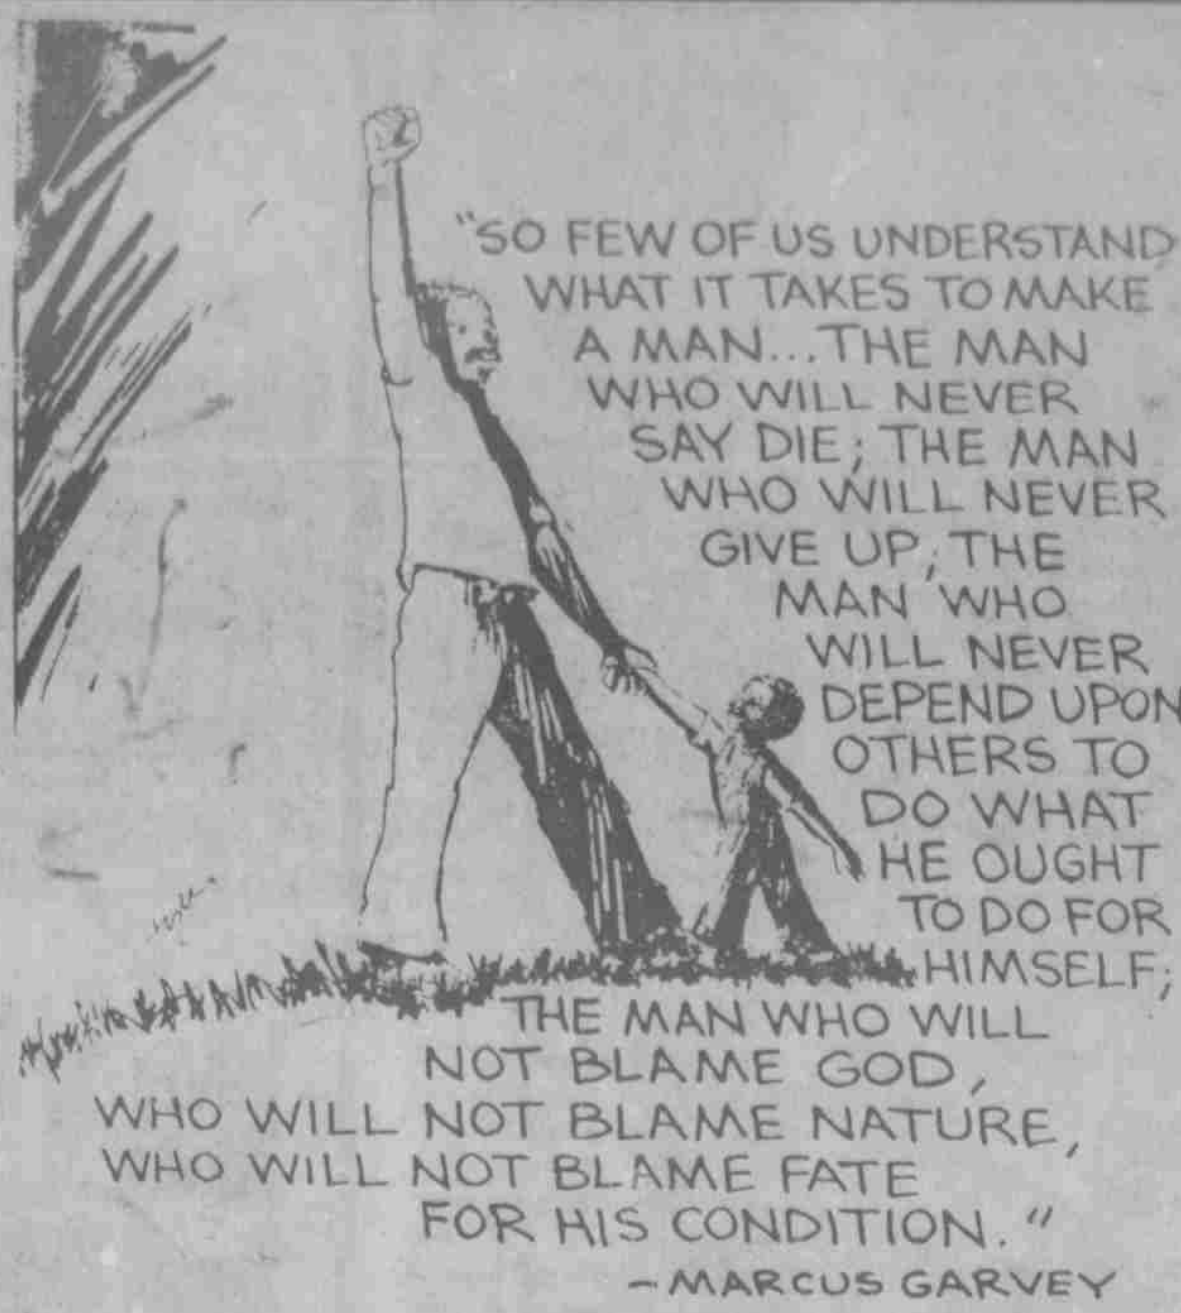 "SO FEW OF US UNDERSTAND
WHAT IT TAKES TO MAKE
A MAN...THE MAN
WHO WILL NEVER
SAY DIE; THE MAN
WHO WILL NEVER
GIVE UP; THE
MAN WHO
WILL NEVER
DEPEND UPON
OTHERS TO
DO WHAT
HE OUGHT
TO DO FOR
HIMSELF;
THE MAN WHO WILL
NOT BLAME GOD,
WHO WILL NOT BLAME NATURE,
WHO WILL NOT BLAME FATE
FOR HIS CONDITION."
-MARCUS GARVEY